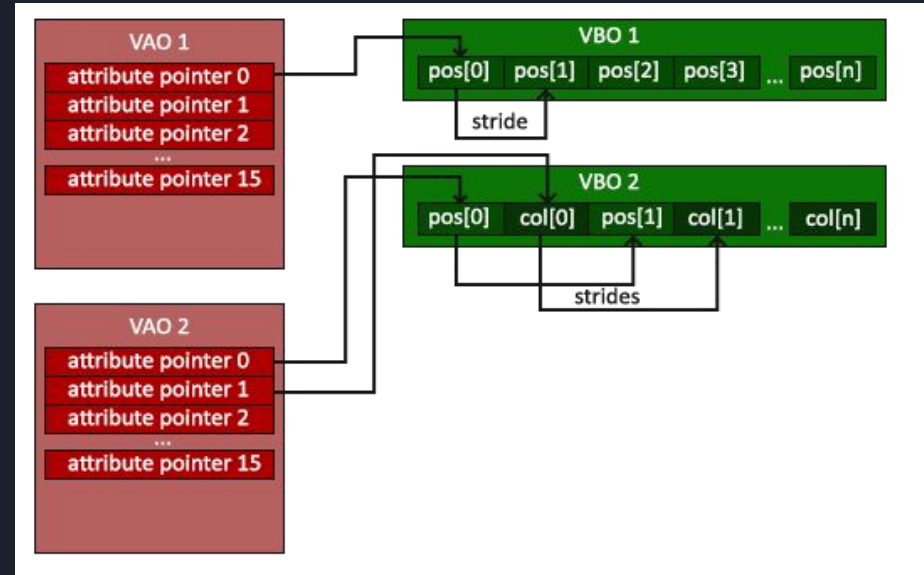 VAO 1
attribute pointer 0
attribute pointer 1
attribute pointer 2
...
attribute pointer 15
VBO 1
pos[0] pos[1] pos[2] pos[3] ... pos[n]
stride
VBO 2
pos[0] col[0] pos[1] col[1] ... col[n]
strides
VAO 2
attribute pointer 0
attribute pointer 1
attribute pointer 2
...
attribute pointer 15